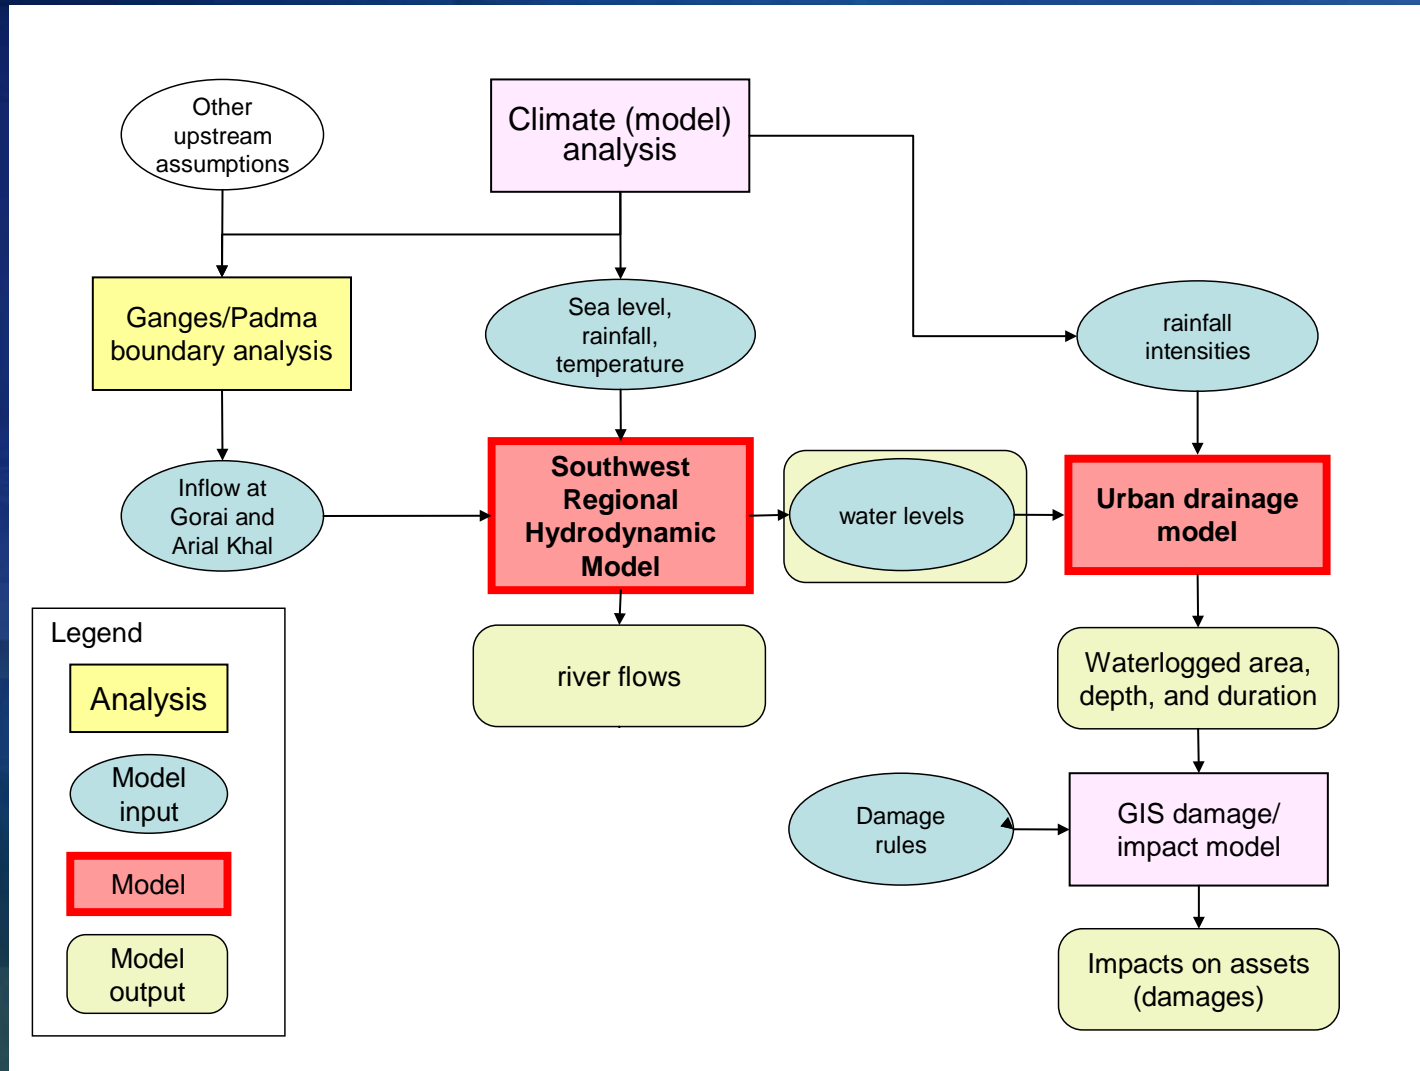 Other
upstream
assumptions
Climate (model)
analysis
Ganges/Padma
boundary analysis
Sea level,
rainfall,
temperature
rainfall
intensities
Inflow at
Gorai and
Arial Khal
Southwest
Regional
Hydrodynamic
Model
water levels
Urban drainage
model
river flows
Waterlogged area,
depth, and duration
Damage
rules
GIS damage/
impact model
Impacts on assets
(damages)
Legend
Analysis
Model
input
Model
Model
output